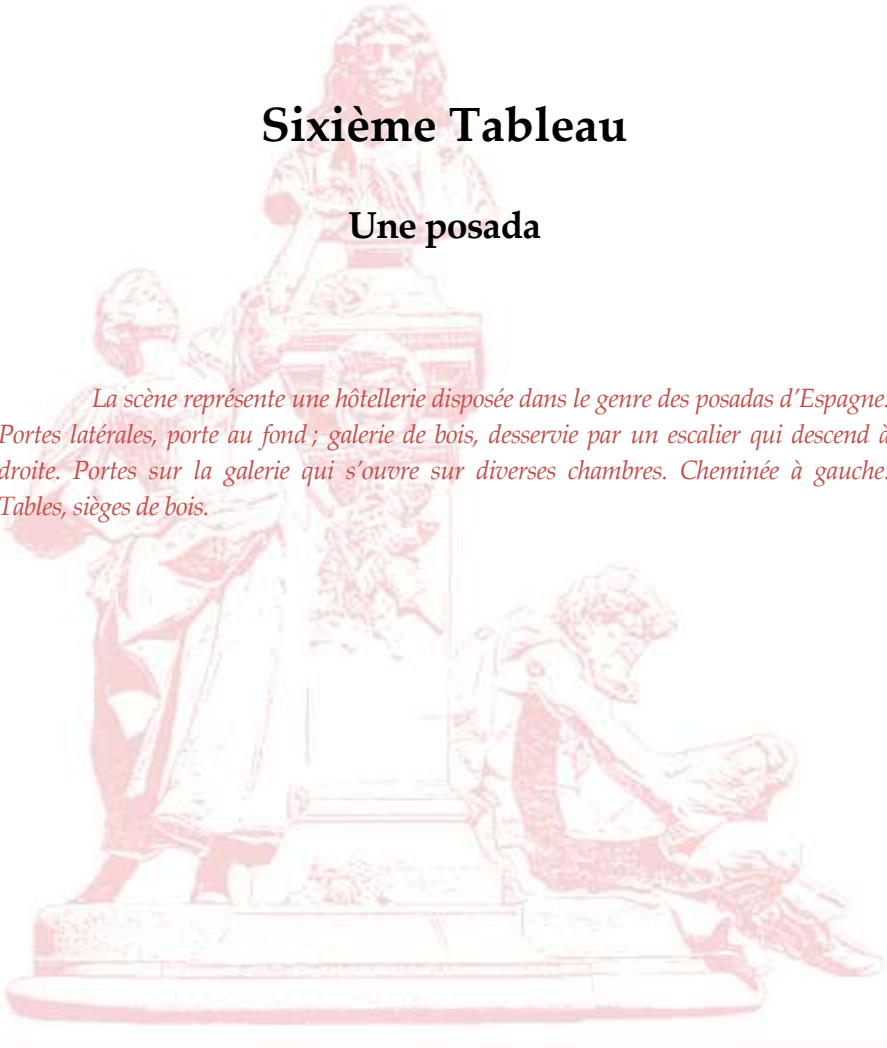 Sixième Tableau
Une posada
La scène représente une hôtellerie disposée dans le genre des posadas d’Espagne.
Portes latérales, porte au fond ; galerie de bois, desservie par un escalier qui descend à
droite. Portes sur la galerie qui s’ouvre sur diverses chambres. Cheminée à gauche.
Tables, sièges de bois.